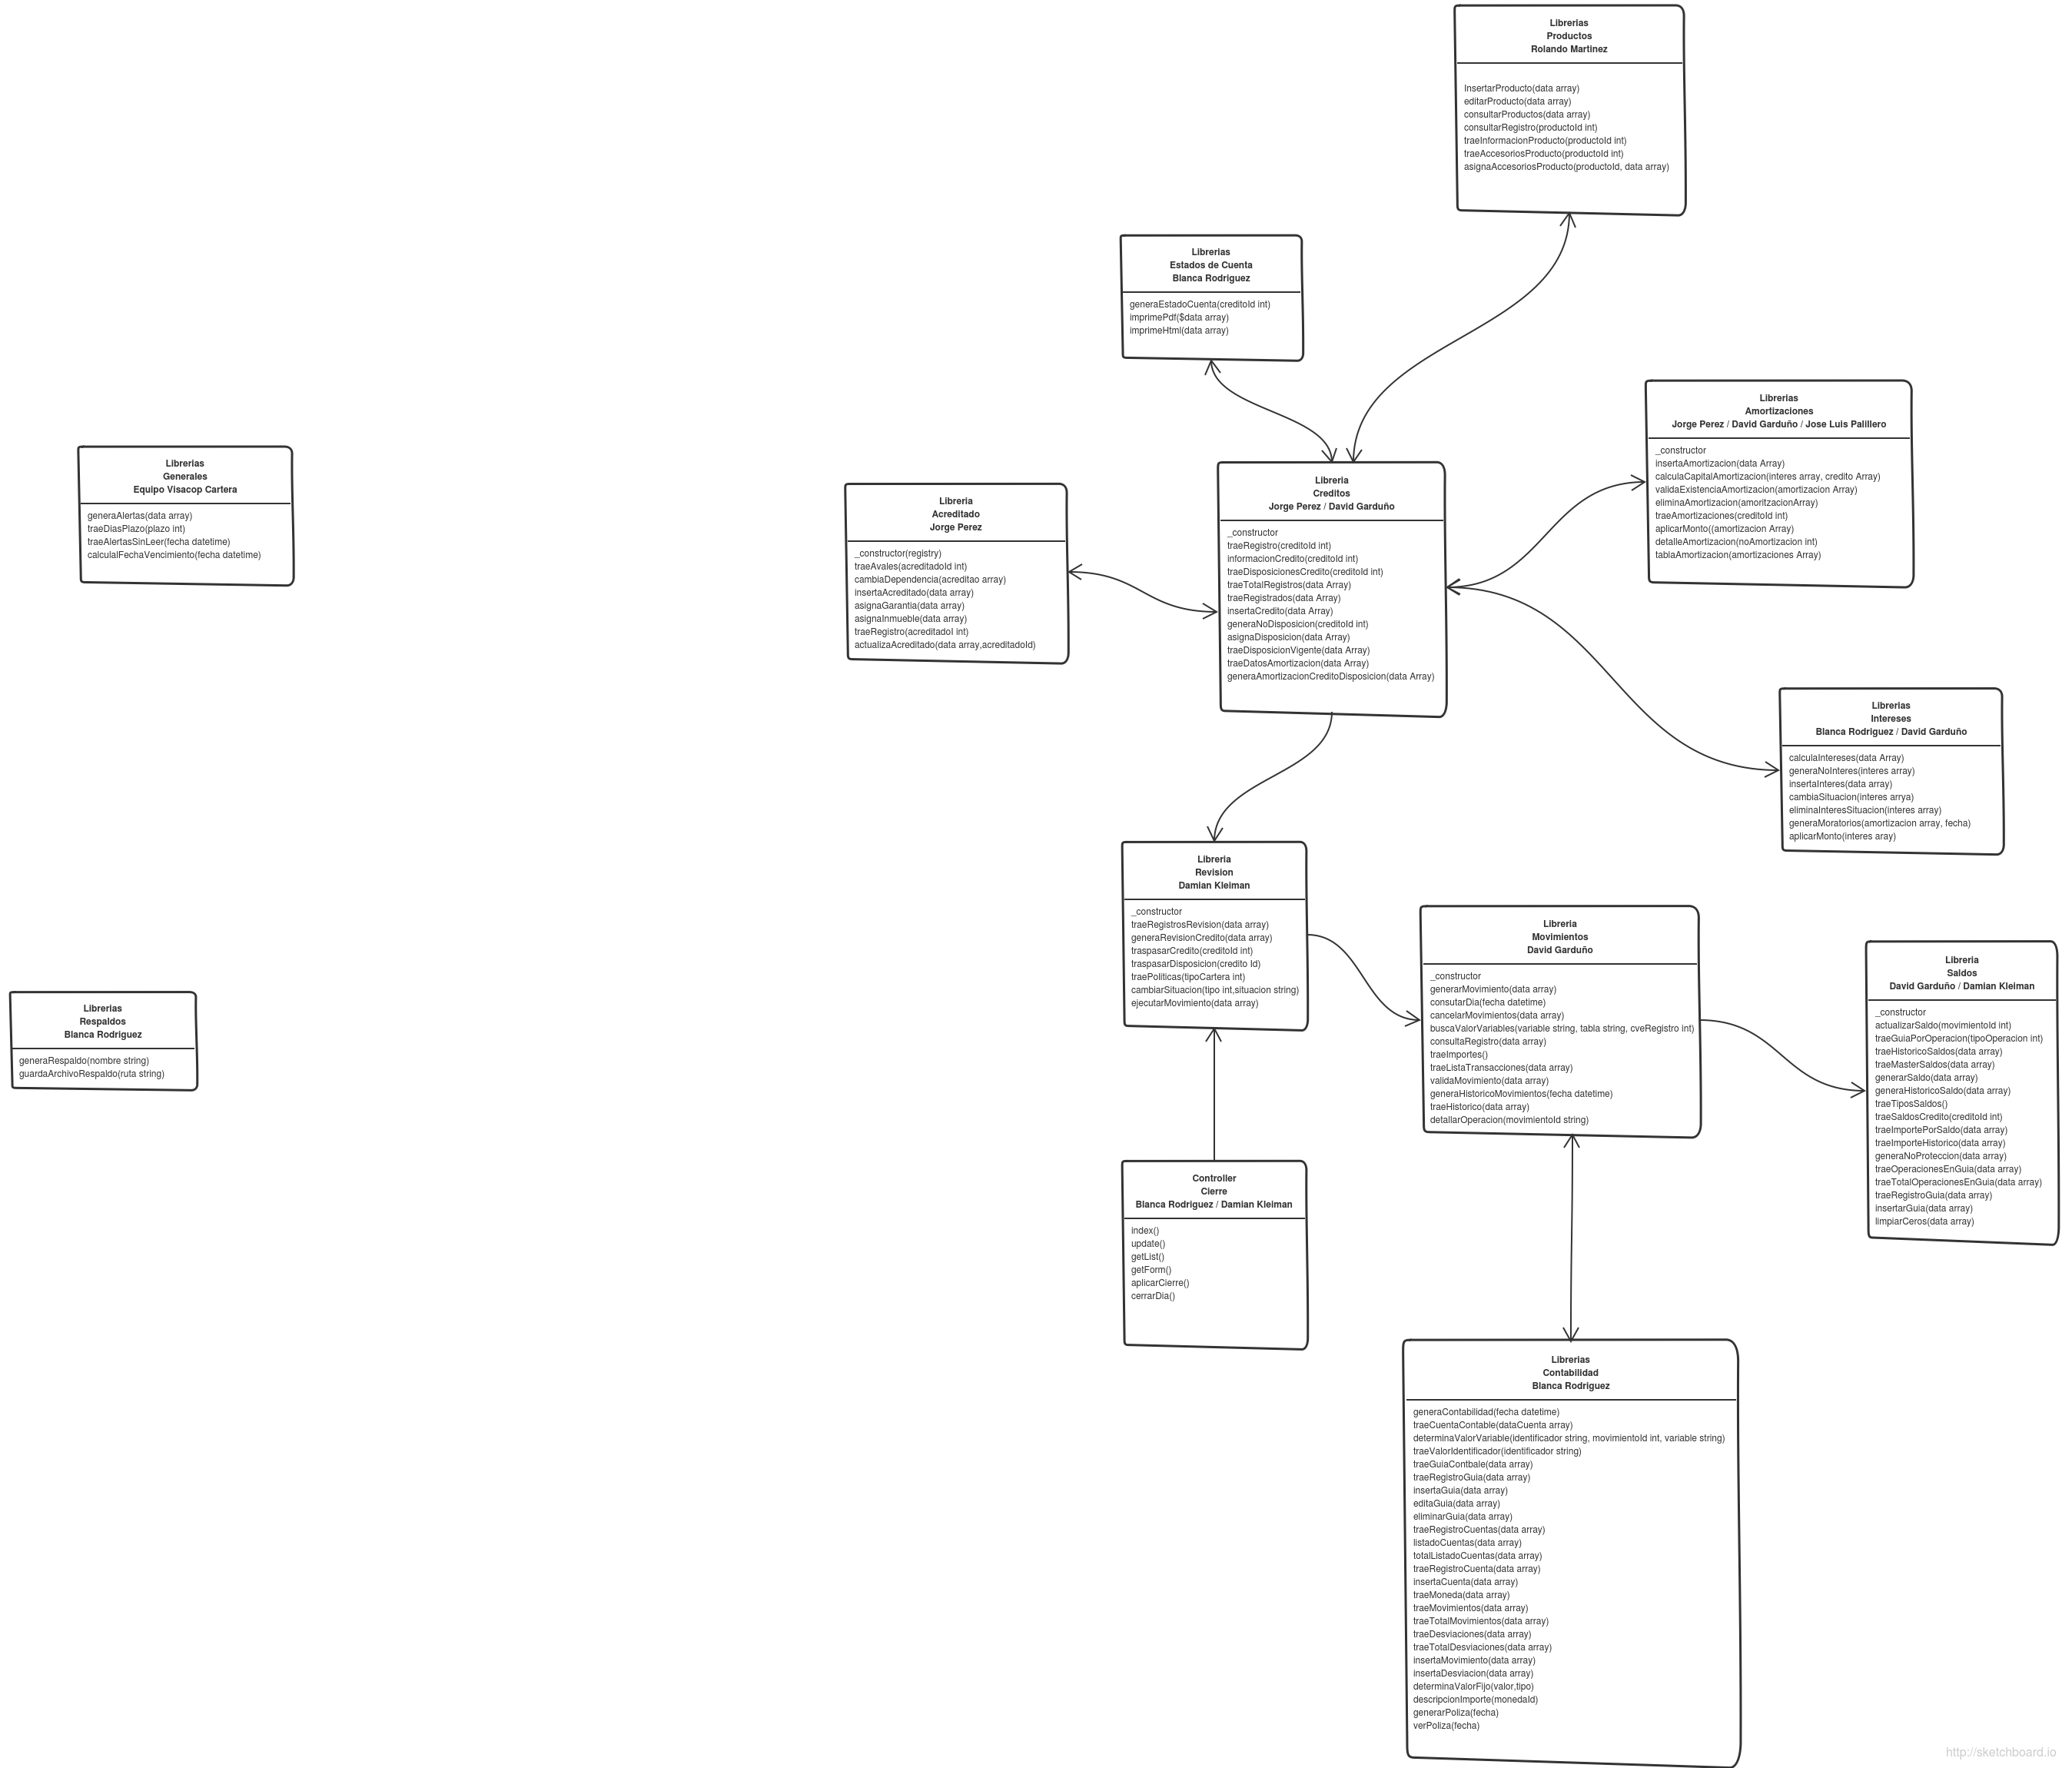 Librerias
Productos
Rolando Martinez
InsertarProducto(data array)
editarProducto(data array)
consultarProductos(data array)
consultarRegistro(productoId int)
traeInformacionProducto(productoId int)
traeAccesoriosProducto(productoId int)
asignaAccesoriosProducto(productoId, data array)
Librerias
Estados de Cuenta
Blanca Rodriguez
generaEstadoCuenta(creditoId int)
imprimePdf($data array)
imprimeHtml(data array)
Librerias
Amortizaciones
Jorge Perez / David Garduño / Jose Luis Palillero
_constructor
insertaAmortizacion(data Array)
calculaCapitalAmortizacion(interes array, credito Array)
validaExistenciaAmortizacion(amortizacion Array)
eliminaAmortizacion(amoritzacionArray)
traeAmortizaciones(creditoId int)
aplicarMonto((amortizacion Array)
detalleAmortizacion(noAmortizacion int)
tablaAmortizacion(amortizaciones Array)
Librerias
Generales
Equipo Visacop Cartera
generaAlertas(data array)
traeDiasPlazo(plazo int)
traeAlertasSinLeer(fecha datetime)
calculalFechaVencimiento(fecha datetime)
Libreria
Acreditado
Jorge Perez
_constructor(registry)
traeAvales(acreditadoId int)
cambiaDependencia(acreditao array)
insertaAcreditado(data array)
asignaGarantia(data array)
asignaInmueble(data array)
traeRegistro(acreditadoI int)
actualizaAcreditado(data array,acreditadoId)
Libreria
Creditos
Jorge Perez / David Garduño
_constructor
traeRegistro(creditoId int)
informacionCredito(creditoId int)
traeDisposicionesCredito(creditoId int)
traeTotalRegistros(data Array)
traeRegistrados(data Array)
insertaCredito(data Array)
generaNoDisposicion(creditoId int)
asignaDisposicion(data Array)
traeDisposicionVigente(data Array)
traeDatosAmortizacion(data Array)
generaAmortizacionCreditoDisposicion(data Array)
Librerias
Intereses
Blanca Rodriguez / David Garduño
calculaIntereses(data Array)
generaNoInteres(interes array)
insertaInteres(data array)
cambiaSituacion(interes arrya)
eliminaInteresSituacion(interes array)
generaMoratorios(amortizacion array, fecha)
aplicarMonto(interes aray)
Libreria
Revision
Damian Kleiman
_constructor
traeRegistrosRevision(data array)
generaRevisionCredito(data array)
traspasarCredito(creditoId int)
traspasarDisposicion(credito Id)
traePoliticas(tipoCartera int)
cambiarSituacion(tipo int,situacion string)
ejecutarMovimiento(data array)
Libreria
Movimientos
David Garduño
_constructor
generarMovimiento(data array)
consutarDia(fecha datetime)
cancelarMovimientos(data array)
buscaValorVariables(variable string, tabla string, cveRegistro int)
consultaRegistro(data array)
traeImportes()
traeListaTransacciones(data array)
validaMovimiento(data array)
generaHistoricoMovimientos(fecha datetime)
traeHistorico(data array)
detallarOperacion(movimientoId string)
Libreria
Saldos
David Garduño / Damian Kleiman
_constructor
actualizarSaldo(movimientoId int)
traeGuiaPorOperacion(tipoOperacion int)
traeHistoricoSaldos(data array)
traeMasterSaldos(data array)
generarSaldo(data array)
generaHistoricoSaldo(data array)
traeTiposSaldos()
traeSaldosCredito(creditoId int)
traeImportePorSaldo(data array)
traeImporteHistorico(data array)
generaNoProteccion(data array)
traeOperacionesEnGuia(data array)
traeTotalOperacionesEnGuia(data array)
traeRegistroGuia(data array)
insertarGuia(data array)
limpiarCeros(data array)
Librerias
Respaldos
Blanca Rodriguez
generaRespaldo(nombre string)
guardaArchivoRespaldo(ruta string)
Controller
Cierre
Blanca Rodriguez / Damian Kleiman
index()
update()
getList()
getForm()
aplicarCierre()
cerrarDia()
Librerias
Contabilidad
Blanca Rodriguez
generaContabilidad(fecha datetime)
traeCuentaContable(dataCuenta array)
determinaValorVariable(identificador string, movimientoId int, variable string)
traeValorIdentificador(identificador string)
traeGuiaContbale(data array)
traeRegistroGuia(data array)
insertaGuia(data array)
editaGuia(data array)
eliminarGuia(data array)
traeRegistroCuentas(data array)
listadoCuentas(data array)
totalListadoCuentas(data array)
traeRegistroCuenta(data array)
insertaCuenta(data array)
traeMoneda(data array)
traeMovimientos(data array)
traeTotalMovimientos(data array)
traeDesviaciones(data array)
traeTotalDesviaciones(data array)
insertaMovimiento(data array)
insertaDesviacion(data array)
determinaValorFijo(valor,tipo)
descripcionImporte(monedaId)
generarPoliza(fecha)
verPoliza(fecha)
http://sketchboard.io